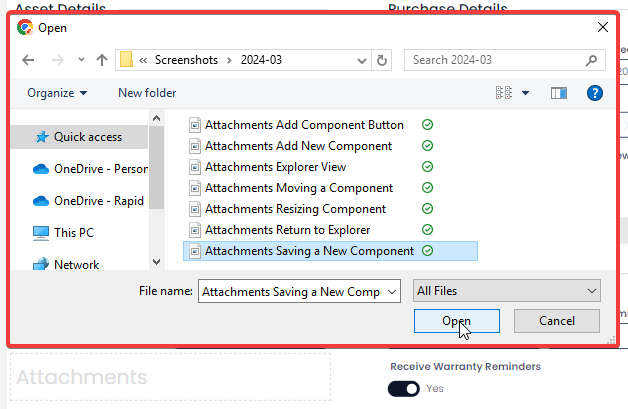 Asset Details
Purchase Details
Open
Screenshots
2024-03
Search 2024-03
Organize
New folder
Quick access
OneDrive - Person
OneDrive - Rapid
This PC
Network
Attachments Add Component Button
Attachments Add New Component
Attachments Explorer View
Attachments Moving a Component
Attachments Resizing Component
Attachments Return to Explorer
Attachments Saving a New Component
File name:
Attachments Saving a New Comp
All Files
Open
Cancel
Attachments
Receive Warranty Reminders
Yes